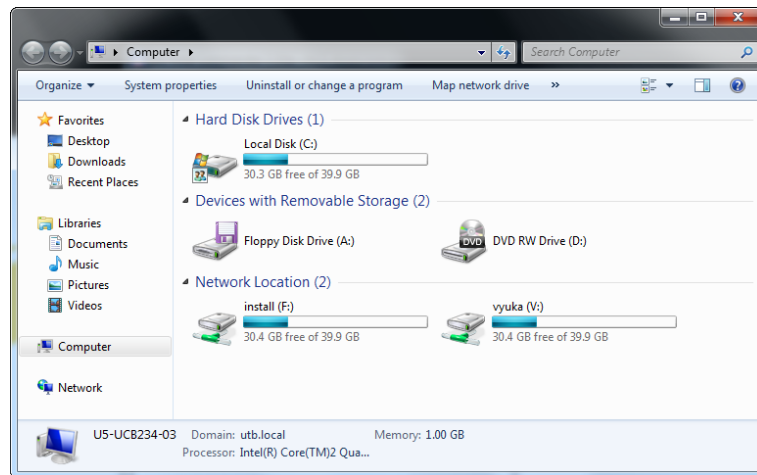 Computer
Search Computer
Organize System properties Uninstall or change a program Map network drive »
Favorites
Desktop
Downloads
Recent Places
Libraries
Documents
Music
Pictures
Videos
Computer
Network
Hard Disk Drives (1)
Local Disk (C:)
30.3 GB free of 39.9 GB
Devices with Removable Storage (2)
Floppy Disk Drive (A:)
DVD
DVD RW Drive (D:)
Network Location (2)
install (F:)
30.4 GB free of 39.9 GB
vyuka (V:)
30.4 GB free of 39.9 GB
U5-UCB234-03 Domain: utb.local Memory: 1.00 GB
Processor: Intel(R) Core(TM)2 Qua...